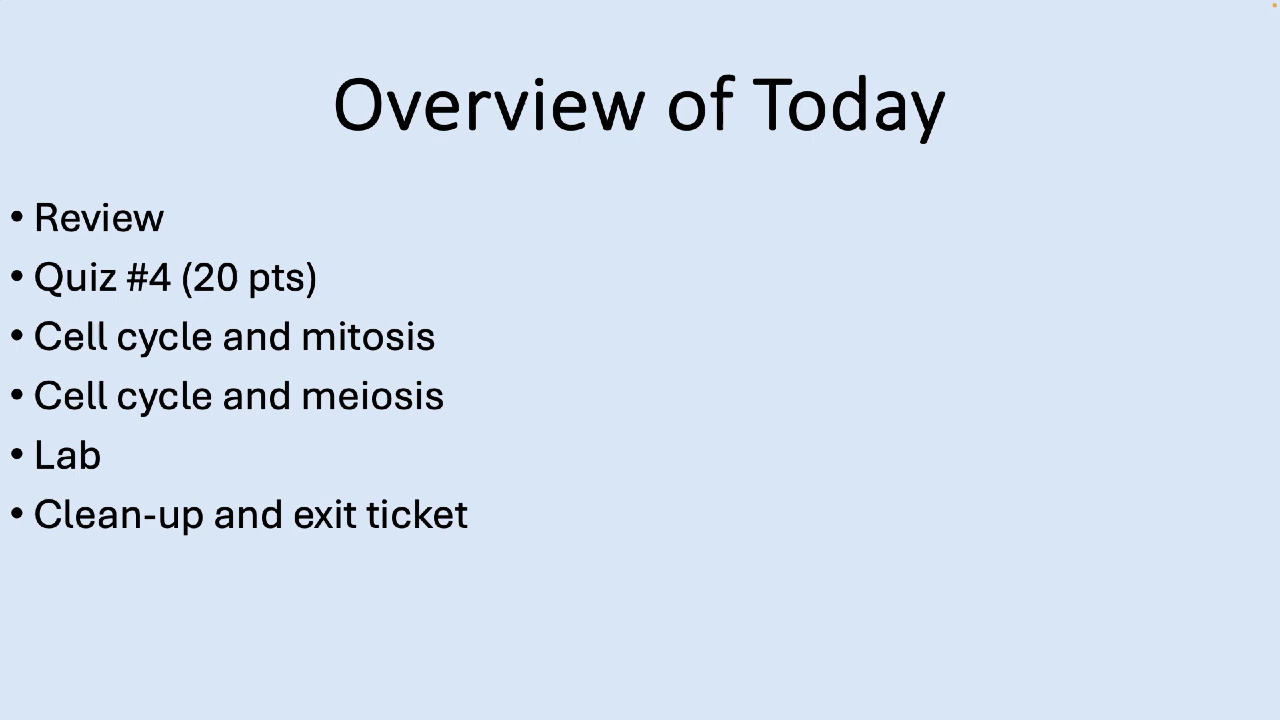 Overview of Today
• Review
• Quiz #4 (20 pts)
• Cell cycle and mitosis
• Cell cycle and meiosis
• Lab
• Clean-up and exit ticket